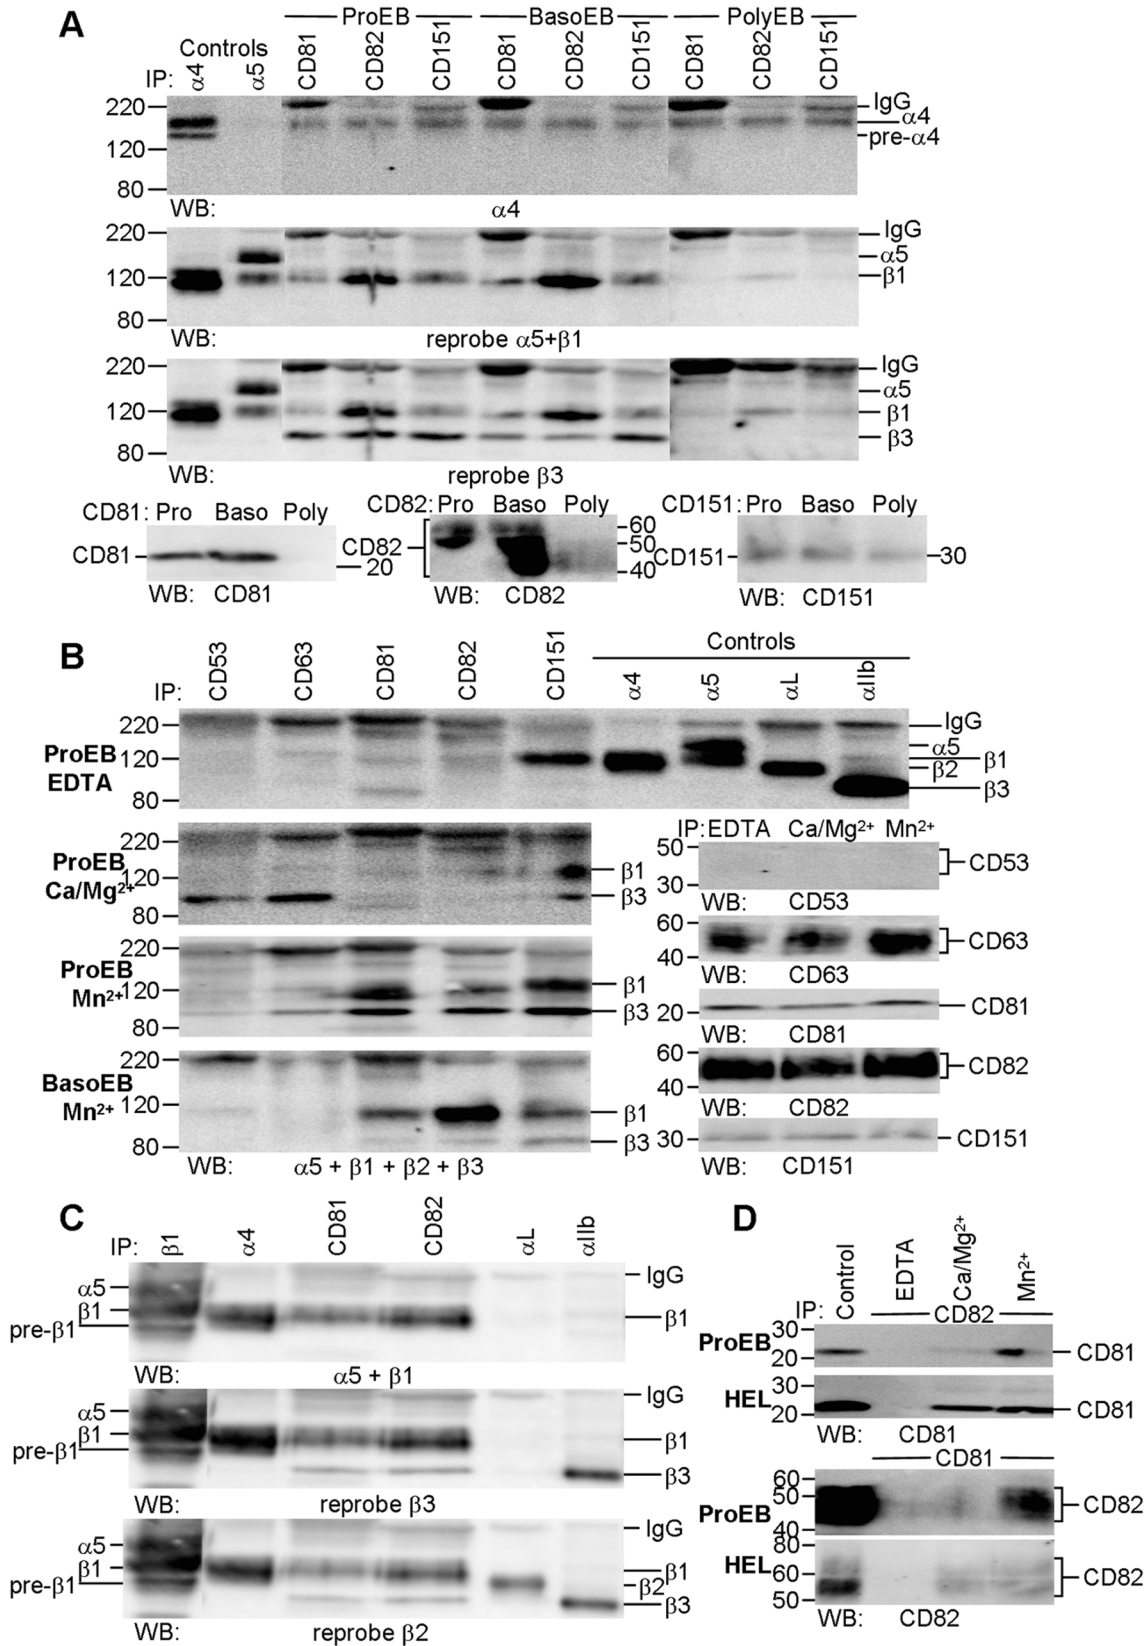 A
ProEB BasoEB PolyEB
Controls
IP: α4 α5 CD81 CD82 CD151 CD81 CD82 CD151 CD81 CD82 CD151
220 IgG
α4
pre-α4
120
80
WB: α4
220 IgG
α5
120 β1
80
WB: reprobe α5+β1
220 IgG
α5
120 β1
β3
80
WB: reprobe β3
CD81: Pro Baso Poly
CD81
20
WB: CD81
CD82: Pro Baso Poly
CD82
60
50
40
WB: CD82
CD151: Pro Baso Poly
CD151 30
WB: CD151
B
Controls
IP: CD53 CD63 CD81 CD82 CD151 α4 α5 αL αIIb
ProEB
EDTA
220 IgG
α5
120 β1
β2
80 β3
ProEB
Ca/Mg²⁺
220
120 β1
β3
80
ProEB
Mn²⁺
220
120 β1
β3
80
BasoEB
Mn²⁺
220
120 β1
80 β3
WB: α5 + β1 + β2 + β3
IP: EDTA Ca/Mg²⁺ Mn²⁺
50
30 CD53
WB: CD53
60
40 CD63
WB: CD63
20 CD81
WB: CD81
60
40 CD82
WB: CD82
30 CD151
WB: CD151
C
IP: β1 α4 CD81 CD82 αL αIIb
α5 IgG
β1 β1
pre-β1
WB: α5 + β1
α5 IgG
β1 β1
pre-β1
β3
WB: reprobe β3
α5 IgG
β1 β1
pre-β1 β2
β3
WB: reprobe β2
D
IP: Control EDTA Ca/Mg²⁺ Mn²⁺
CD82
ProEB 30
20 CD81
HEL 30
20 CD81
WB: CD81
CD81
ProEB 60
50
40 CD82
HEL 80
60
50 CD82
WB: CD82